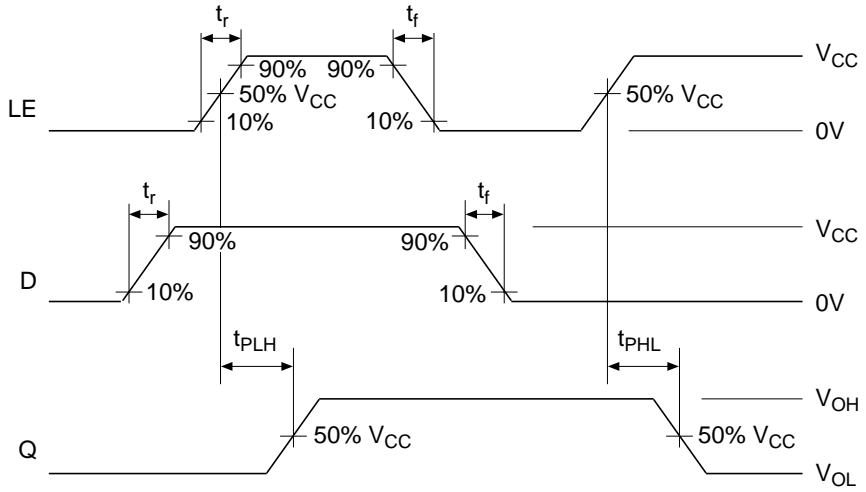 tr
tf
90%
90%
VCC
LE
50% VCC
50% VCC
10%
10%
0V
tr
tf
90%
90%
VCC
D
10%
10%
0V
tPLH
tPHL
VOH
Q
50% VCC
50% VCC
VOL